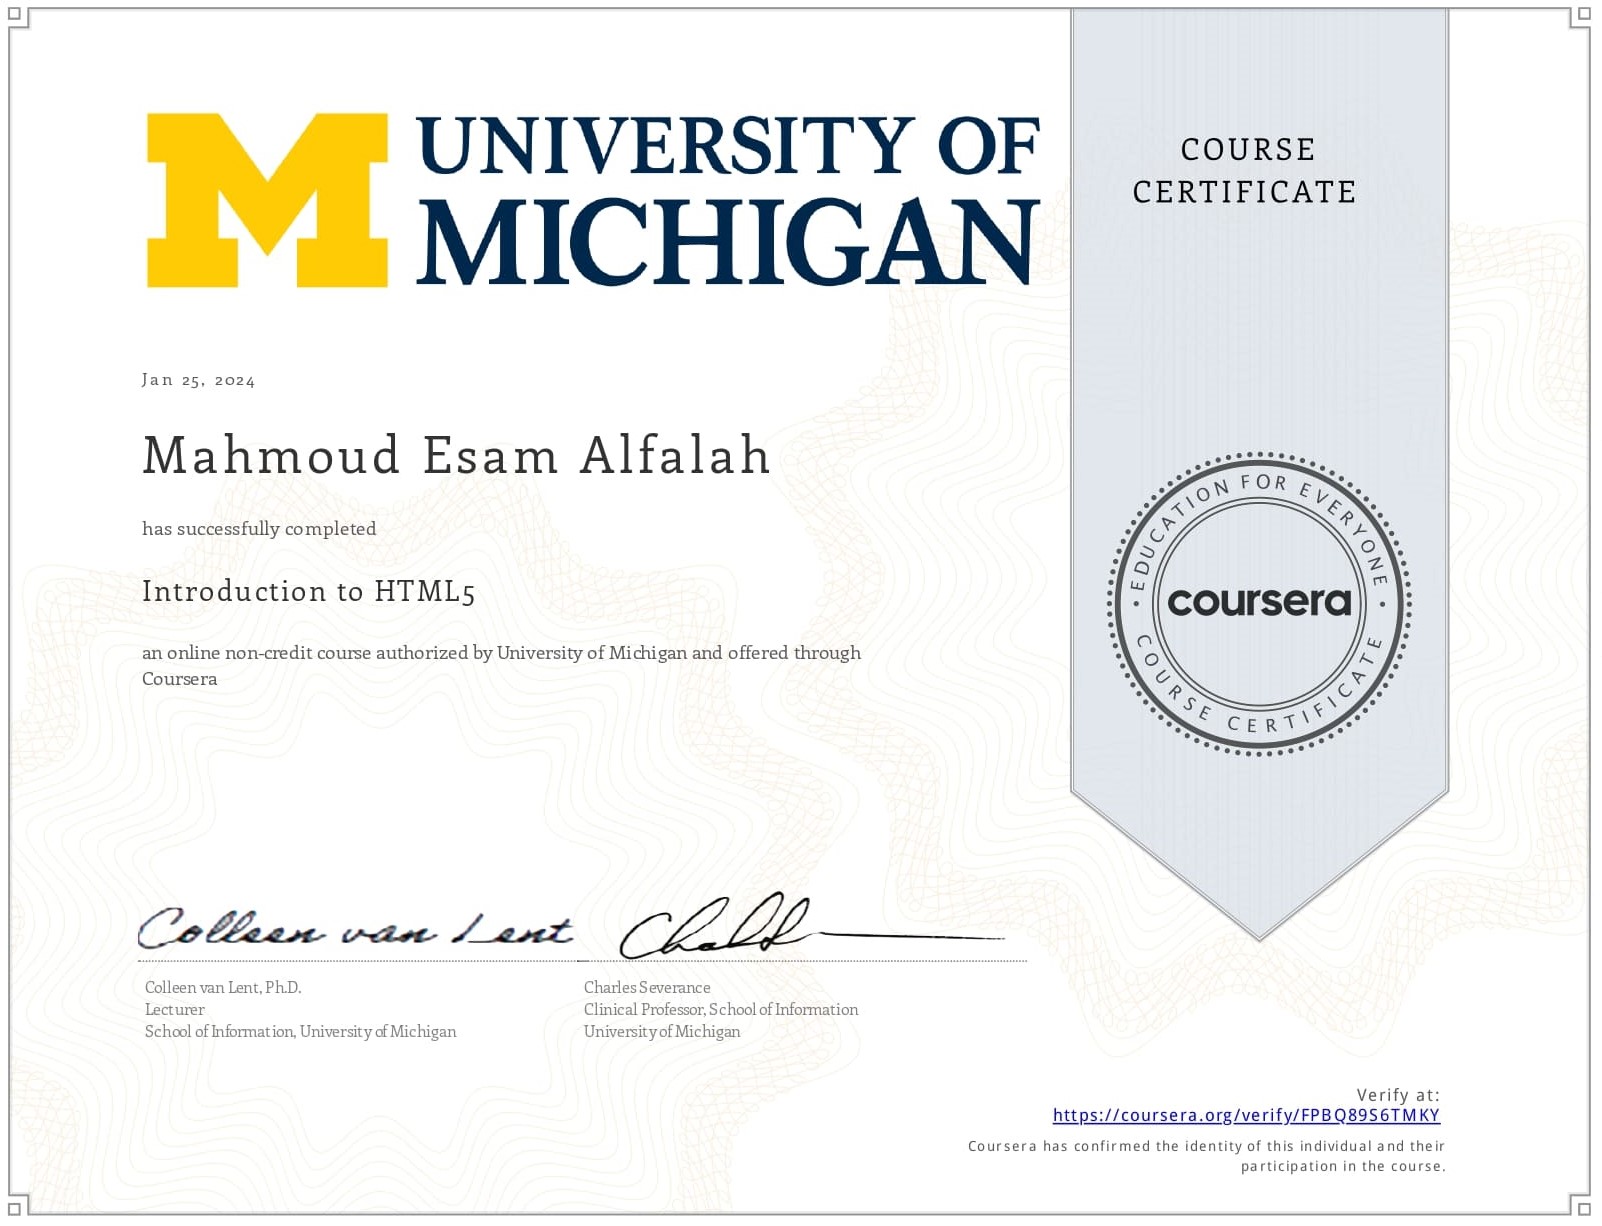 UNIVERSITY OF
MICHIGAN
COURSE
CERTIFICATE
Jan 25, 2024
Mahmoud Esam Alfalah
has successfully completed
Introduction to HTML5
an online non-credit course authorized by University of Michigan and offered through
Coursera
EDUCATION FOR EVERYONE
coursera
COURSE CERTIFICATE
Colleen van Lent
Colleen van Lent, Ph.D.
Lecturer
School of Information, University of Michigan
Charles Severance
Clinical Professor, School of Information
University of Michigan
Verify at:
https://coursera.org/verify/FPBQ89S6TMKY
Coursera has confirmed the identity of this individual and their
participation in the course.